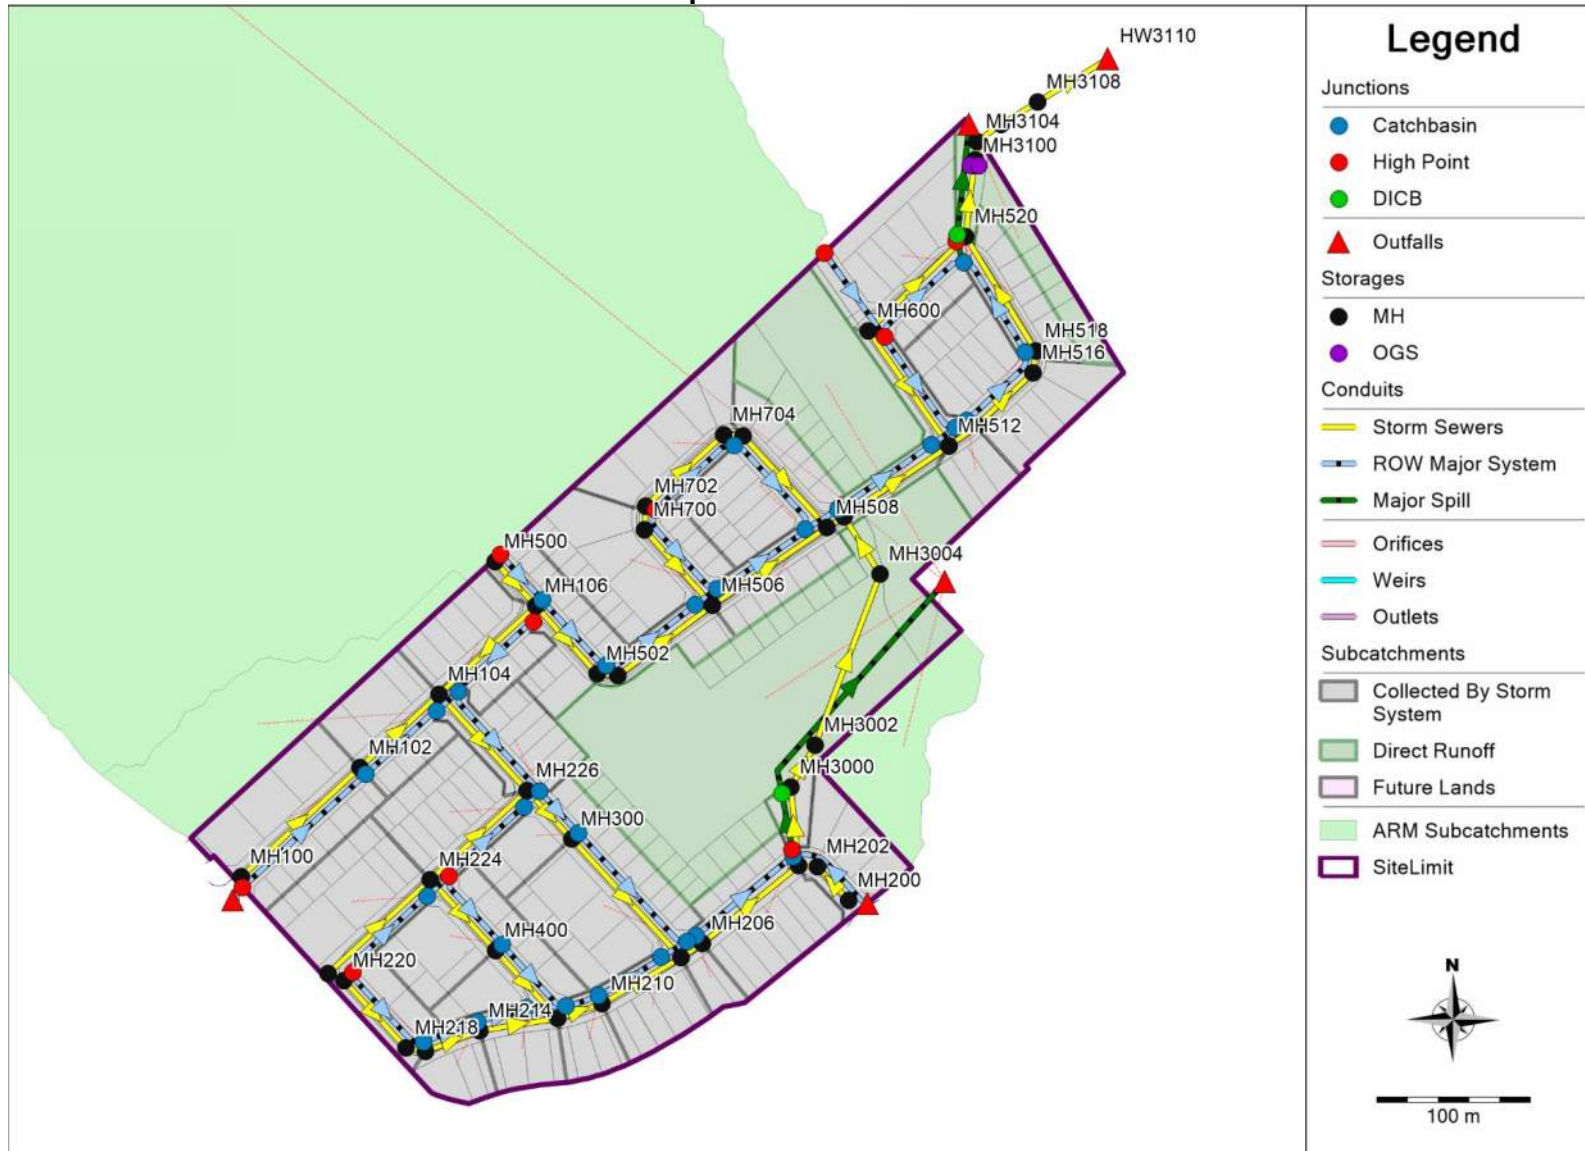 HW3110
MH3108
MH3104
MH3100
MH520
MH600
MH518
MH516
MH512
MH704
MH702
MH700
MH508
MH500
MH3004
MH106
MH506
MH502
MH104
MH3002
MH102
MH3000
MH226
MH300
MH100
MH202
MH224
MH200
MH206
MH400
MH220
MH210
MH214
MH218
Legend
Junctions
Catchbasin
High Point
DICB
Outfalls
Storages
MH
OGS
Conduits
Storm Sewers
ROW Major System
Major Spill
Orifices
Weirs
Outlets
Subcatchments
Collected By Storm
System
Direct Runoff
Future Lands
ARM Subcatchments
SiteLimit
N
100 m